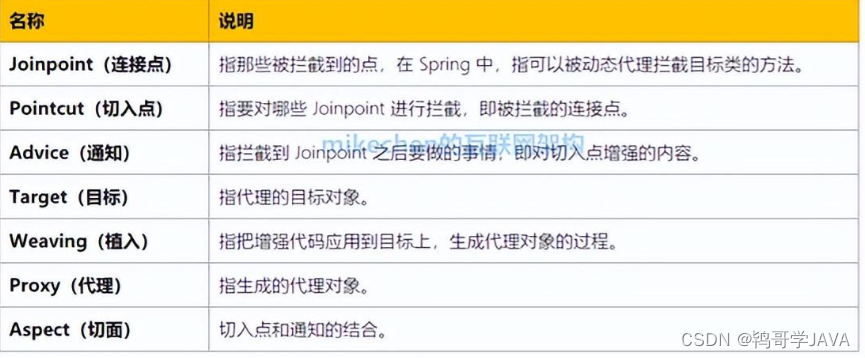 名称 说明
Joinpoint（连接点） 指那些被拦截到的点，在 Spring 中，指可以被动态代理拦截目标类的方法。
Pointcut（切入点） 指要对哪些 Joinpoint 进行拦截，即被拦截的连接点。
mikechen的互联网架构
Advice（通知） 指拦截到 Joinpoint 之后要做的事情，即对切入点增强的内容。
Target（目标） 指代理的目标对象。
Weaving（植入） 指把增强代码应用到目标上，生成代理对象的过程。
Proxy（代理） 指生成的代理对象。
Aspect（切面） 切入点和通知的结合。
CSDN @鸨哥学JAVA